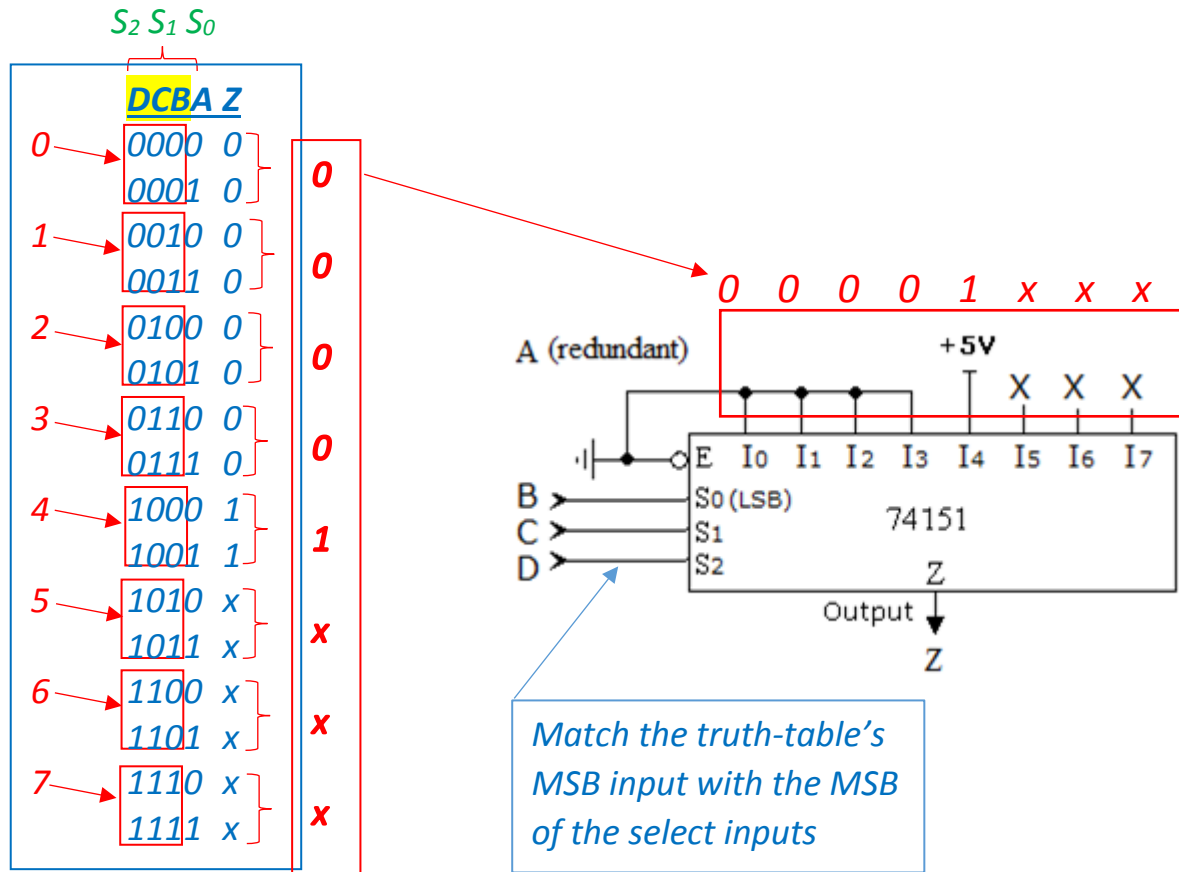 S2 S1 S0
DCBA Z
0 0000 0
0001 0
0
1 0010 0
0011 0
0
2 0100 0
0101 0
0
3 0110 0
0111 0
0
4 1000 1
1001 1
1
5 1010 x
1011 x
x
6 1100 x
1101 x
x
7 1110 x
1111 x
x
0 0 0 0 1 x x x
A (redundant)
+5V
X X X
E I0 I1 I2 I3 I4 I5 I6 I7
B S0 (LSB)
74151
C S1
D S2
Z
Output
Z
Match the truth-table’s
MSB input with the MSB
of the select inputs